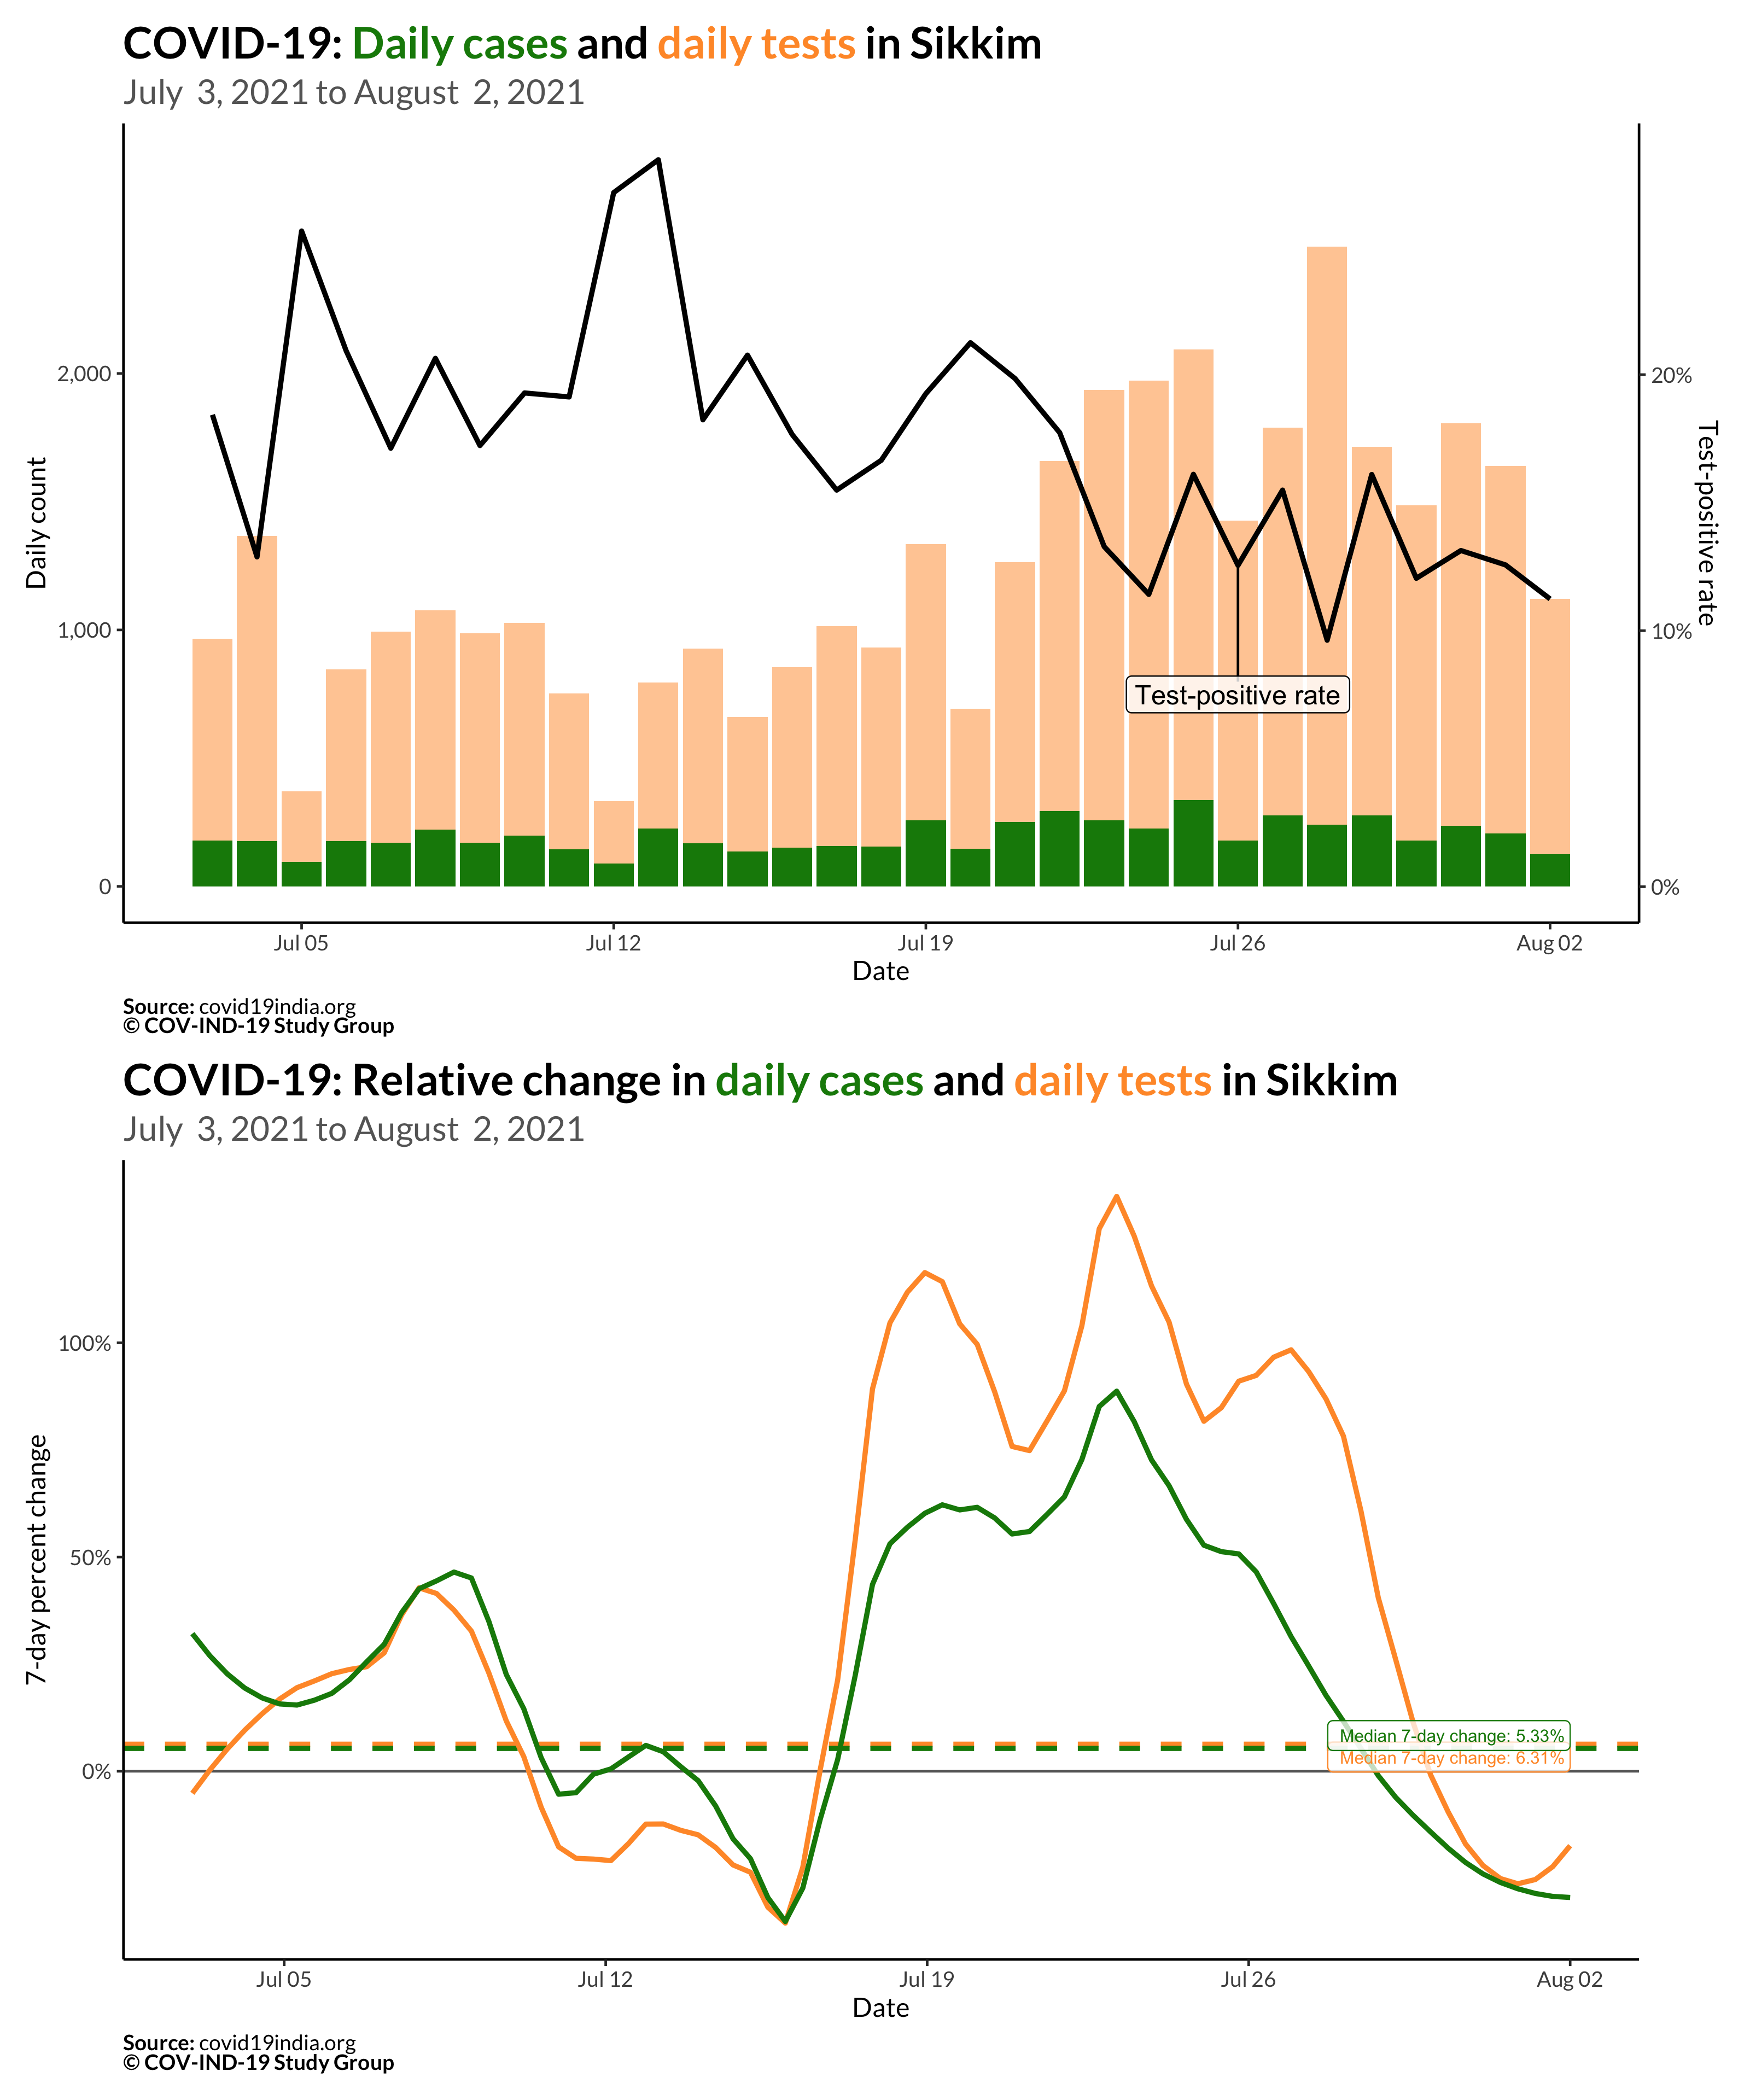 COVID-19: Daily cases and daily tests in Sikkim
July 3, 2021 to August 2, 2021
Daily count
2,000
1,000
0
20%
10%
0%
Test-positive rate
Test-positive rate
Jul 05
Jul 12
Jul 19
Jul 26
Aug 02
Date
Source: covid19india.org
© COV-IND-19 Study Group
COVID-19: Relative change in daily cases and daily tests in Sikkim
July 3, 2021 to August 2, 2021
7-day percent change
100%
50%
0%
Median 7-day change: 5.33%
Median 7-day change: 6.31%
Jul 05
Jul 12
Jul 19
Jul 26
Aug 02
Date
Source: covid19india.org
© COV-IND-19 Study Group